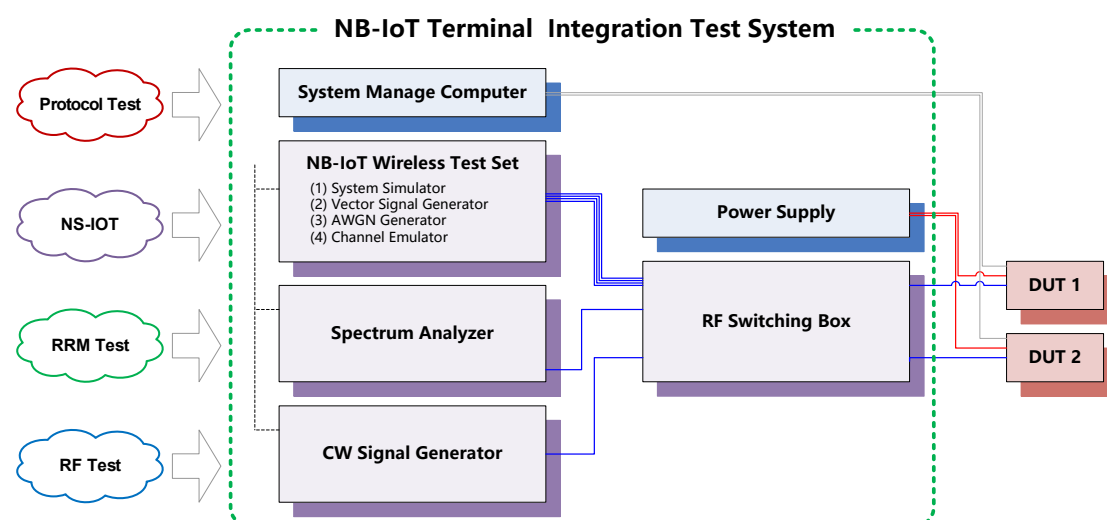 NB-IoT Terminal Integration Test System
Protocol Test
NS-IOT
RRM Test
RF Test
System Manage Computer
NB-IoT Wireless Test Set
(1) System Simulator
(2) Vector Signal Generator
(3) AWGN Generator
(4) Channel Emulator
Spectrum Analyzer
CW Signal Generator
Power Supply
RF Switching Box
DUT 1
DUT 2